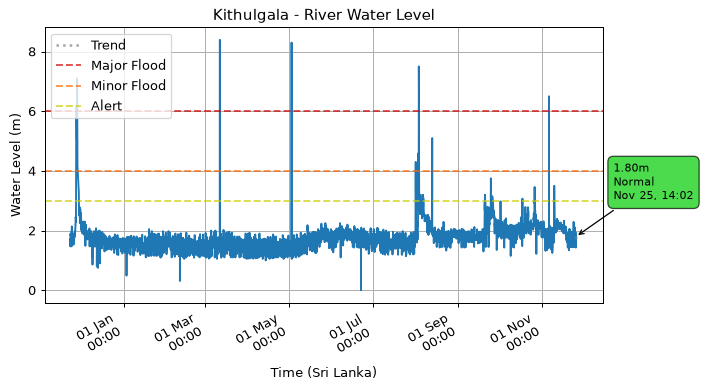 Kithulgala - River Water Level
Trend
Major Flood
Minor Flood
Alert
Water Level (m)
8
6
4
2
0
1.80m
Normal
Nov 25, 14:02
01 Jan
00:00
01 Mar
00:00
01 May
00:00
01 Jul
00:00
01 Sep
00:00
01 Nov
00:00
Time (Sri Lanka)